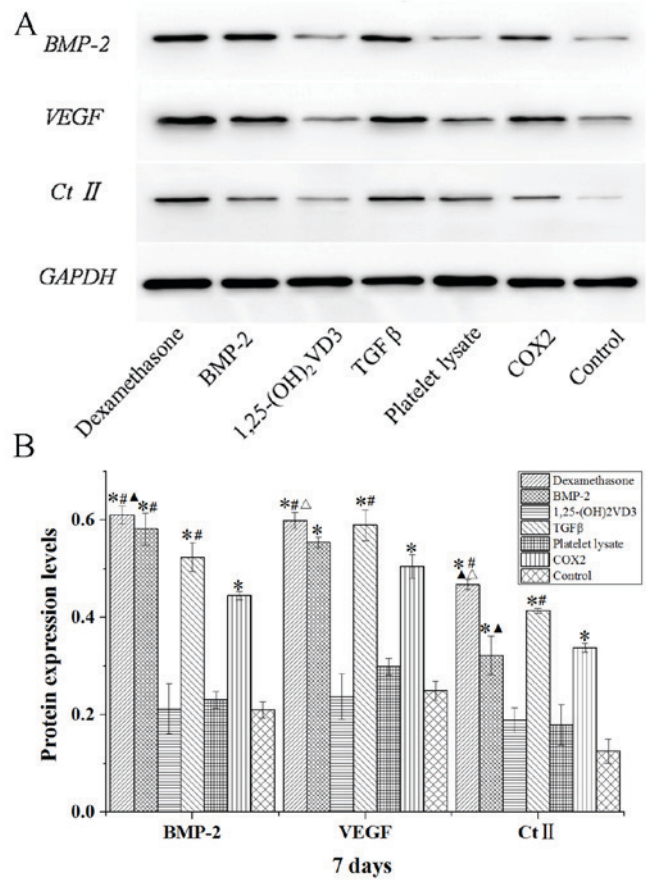 A
BMP-2
VEGF
Ct Ⅱ
GAPDH
Dexamethasone
BMP-2
1,25-(OH)₂VD3
TGFβ
Platelet lysate
COX2
Control
B
Protein expression levels
0.6
0.4
0.2
0.0
*#▲
*#
*#
*
*#△
*
*#
*
*#
▲△
*▲
*#
*
Dexamethasone
BMP-2
1,25-(OH)2VD3
TGFβ
Platelet lysate
COX2
Control
BMP-2
VEGF
CtⅡ
7 days